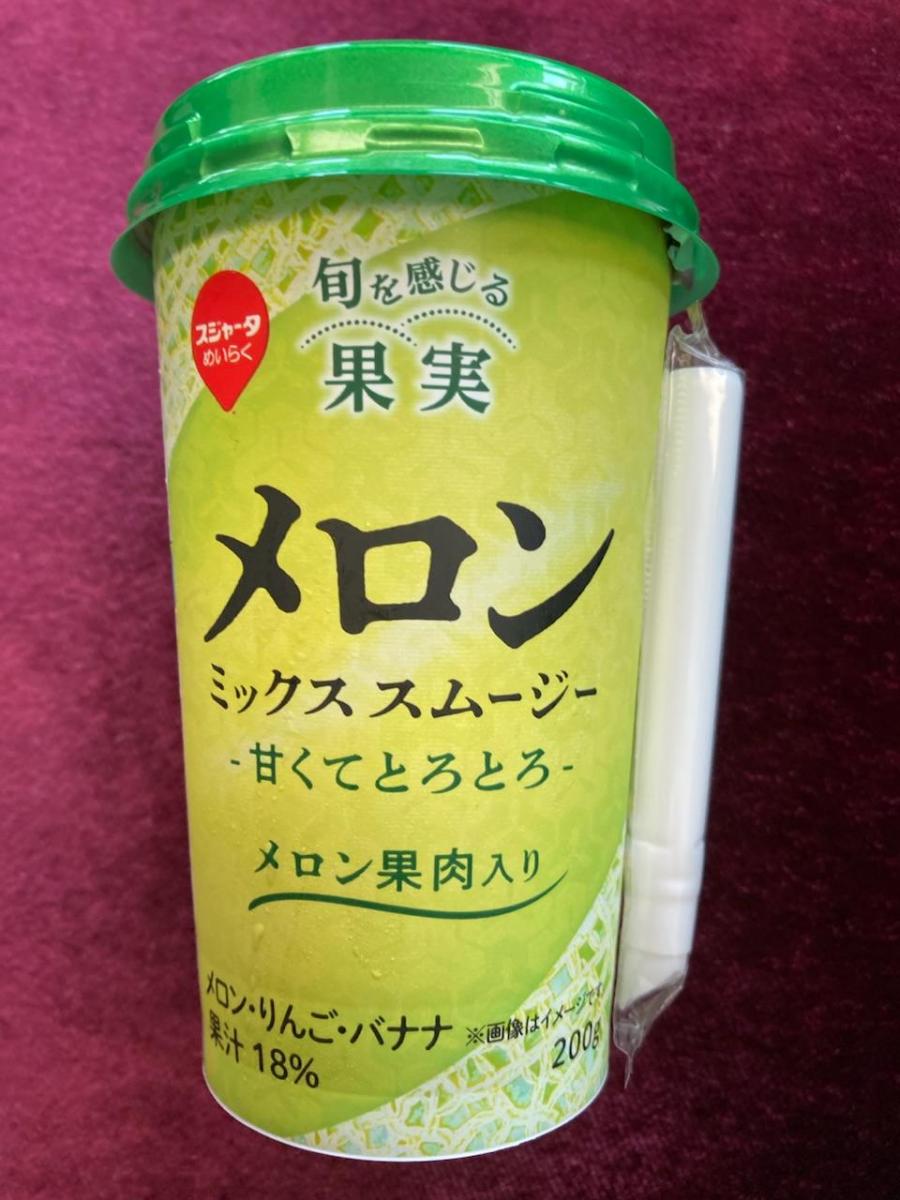 旬を感じる
果実
スジャータ
めいらく
メロン
ミックス スムージー
-甘くてとろとろ-
メロン果肉入り
メロン・りんご・バナナ
果汁 18%
※画像はイメージです
200g